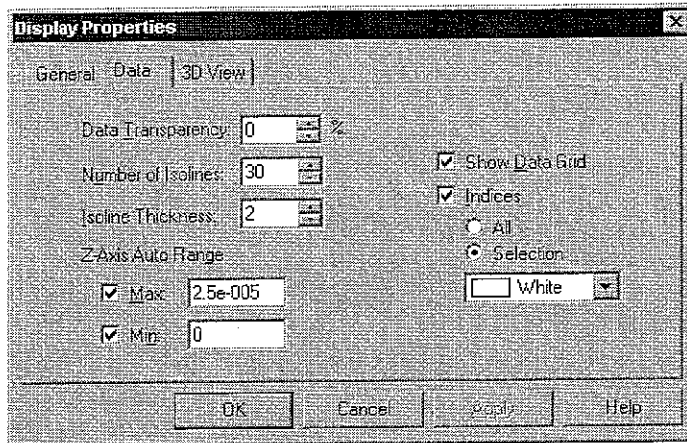 Display Properties
General Data 3D View
Data Transparency: 0 %
Number of Isolines: 30
Isoline Thickness: 2
Z-Axis Auto Range
Max: 2.5e-005
Min: 0
Show Data Grid
Indices
All
Selection
White
OK Cancel Apply Help